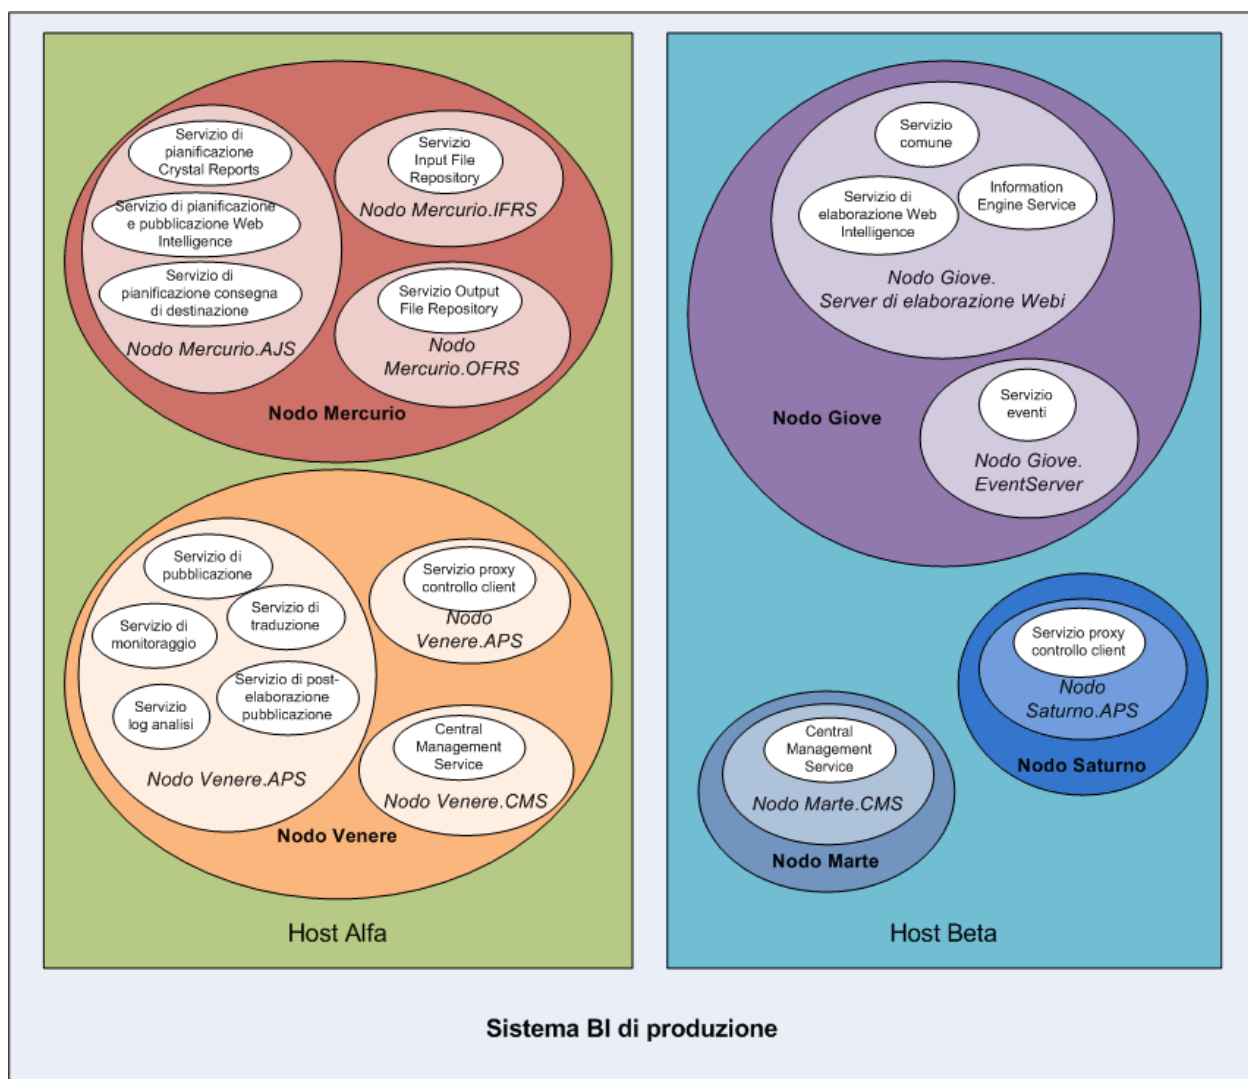 Servizio di
pianificazione
Crystal Reports
Servizio di pianificazione
e pubblicazione Web
Intelligence
Servizio di
pianificazione consegna
di destinazione
Nodo Mercurio.AJS
Servizio
Input File
Repository
Nodo Mercurio.IFRS
Servizio Output
File Repository
Nodo
Mercurio.OFRS
Nodo Mercurio
Servizio di
pubblicazione
Servizio di
traduzione
Servizio di
monitoraggio
Servizio di post-
elaborazione
pubblicazione
Servizio
log analisi
Nodo Venere.APS
Servizio proxy
controllo client
Nodo
Venere.APS
Central
Management
Service
Nodo Venere.CMS
Nodo Venere
Host Alfa
Servizio
comune
Servizio di
elaborazione Web
Intelligence
Information
Engine Service
Nodo Giove.
Server di elaborazione Webi
Servizio
eventi
Nodo Giove.
EventServer
Nodo Giove
Servizio proxy
controllo client
Nodo
Saturno.APS
Nodo Saturno
Central
Management
Service
Nodo Marte.CMS
Nodo Marte
Host Beta
Sistema BI di produzione